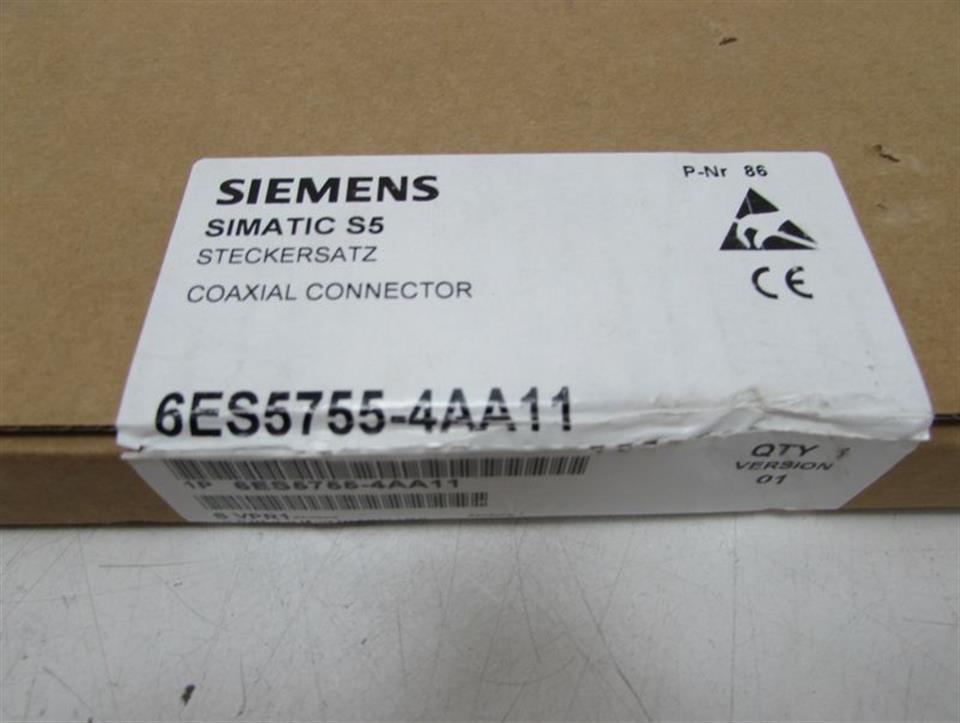 SIEMENS
P-Nr 86
SIMATIC S5
STECKERSATZ
COAXIAL CONNECTOR
CE
6ES5755-4AA11
QTY
VERSION
01
1P 6ES5755-4AA11